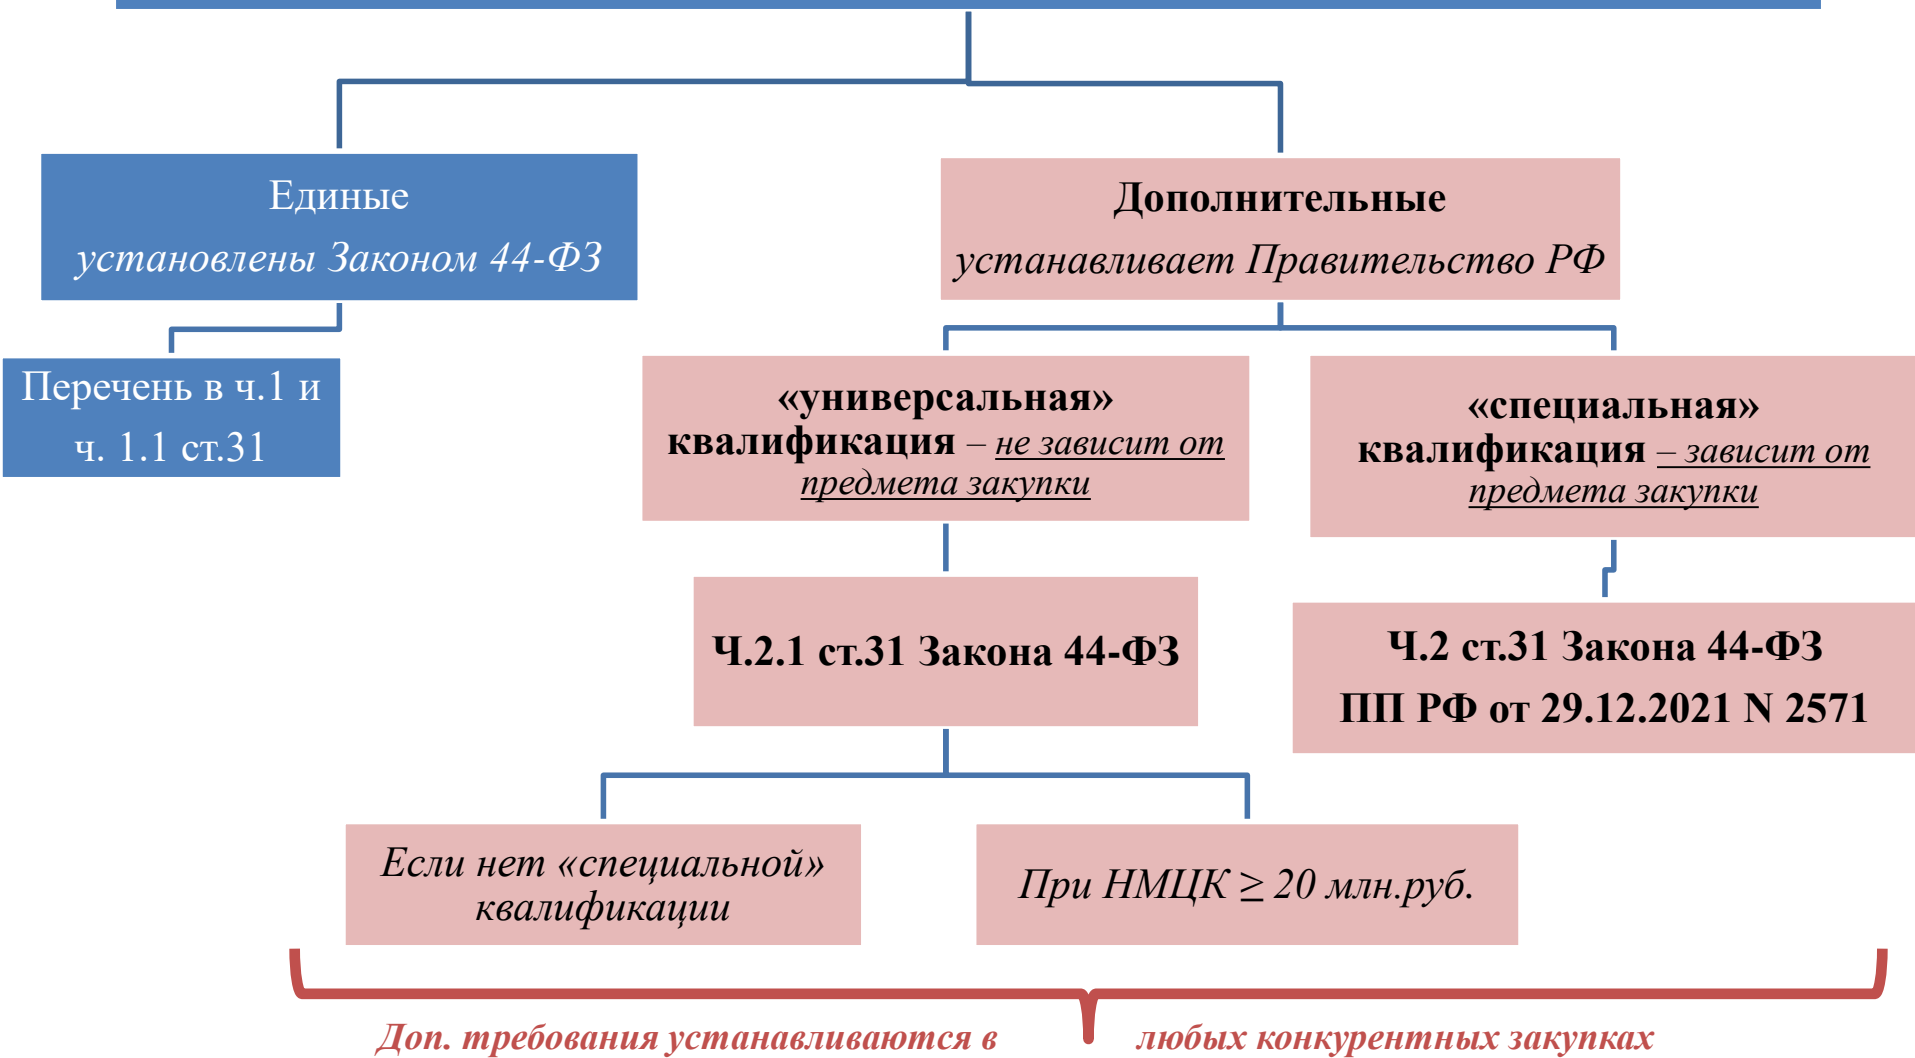 Единые
установлены Законом 44-ФЗ
Дополнительные
устанавливает Правительство РФ
Перечень в ч.1 и
ч. 1.1 ст.31
«универсальная»
квалификация – не зависит от
предмета закупки
«специальная»
квалификация – зависит от
предмета закупки
Ч.2.1 ст.31 Закона 44-ФЗ
Ч.2 ст.31 Закона 44-ФЗ
ПП РФ от 29.12.2021 N 2571
Если нет «специальной»
квалификации
При НМЦК ≥ 20 млн.руб.
Доп. требования устанавливаются в любых конкурентных закупках